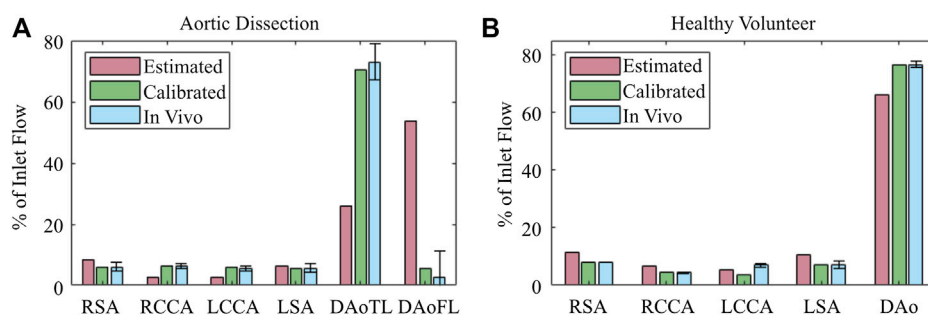 A
Aortic Dissection
% of Inlet Flow
80
60
40
20
0
Estimated
Calibrated
In Vivo
RSA RCCA LCCA LSA DAoTL DAoFL
B
Healthy Volunteer
% of Inlet Flow
80
60
40
20
0
Estimated
Calibrated
In Vivo
RSA RCCA LCCA LSA DAo